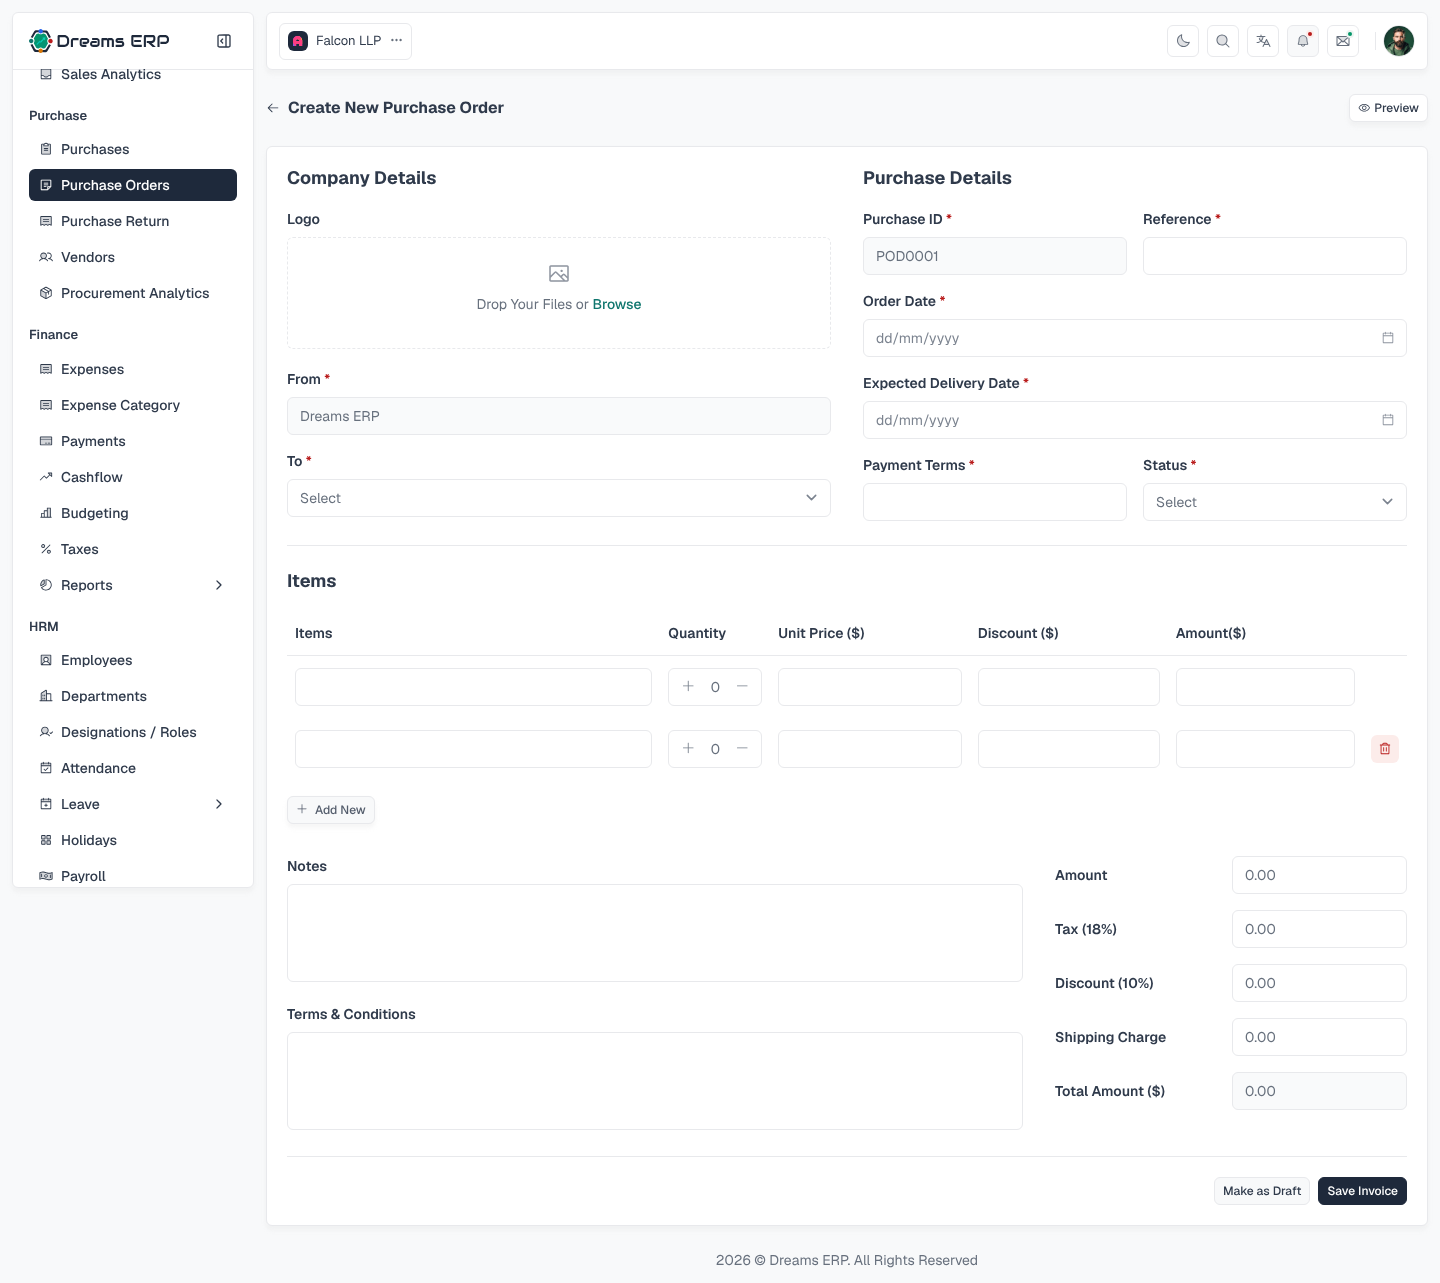 Dreams ERP
Sales Analytics
Purchase
Purchases
Purchase Orders
Purchase Return
Vendors
Procurement Analytics
Finance
Expenses
Expense Category
Payments
Cashflow
Budgeting
Taxes
Reports
HRM
Employees
Departments
Designations / Roles
Attendance
Leave
Holidays
Payroll
Falcon LLP
Create New Purchase Order
Preview
Company Details
Logo
Drop Your Files or Browse
From *
Dreams ERP
To *
Select
Purchase Details
Purchase ID * Reference *
POD0001
Order Date *
dd/mm/yyyy
Expected Delivery Date *
dd/mm/yyyy
Payment Terms * Status *
Select
Items
Items Quantity Unit Price ($) Discount ($) Amount($)
+ 0 −
+ 0 −
+ Add New
Notes
Terms & Conditions
Amount 0.00
Tax (18%) 0.00
Discount (10%) 0.00
Shipping Charge 0.00
Total Amount ($) 0.00
Make as Draft Save Invoice
2026 © Dreams ERP. All Rights Reserved